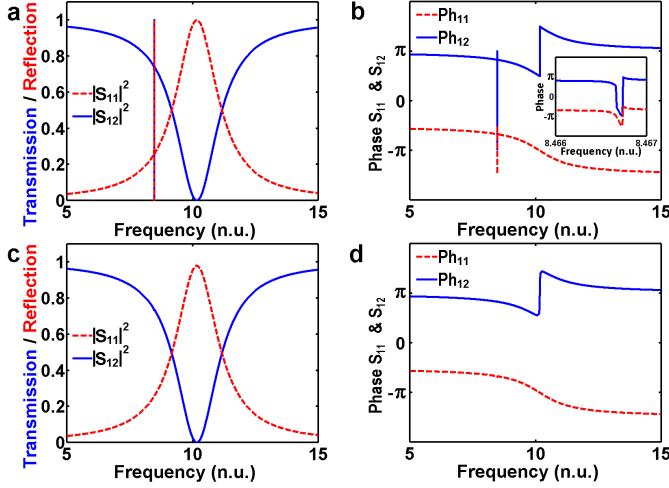 a
Transmission / Reflection
1
0.8
0.6
0.4
0.2
0
|S11|²
|S12|²
5
10
15
Frequency (n.u.)
b
Phase S11 & S12
π
0
-π
Ph11
Ph12
5
10
15
Frequency (n.u.)
Phase
π
0
-π
8.466
8.467
Frequency (n.u.)
c
Transmission / Reflection
1
0.8
0.6
0.4
0.2
0
|S11|²
|S12|²
5
10
15
Frequency (n.u.)
d
Phase S11 & S12
π
0
-π
Ph11
Ph12
5
10
15
Frequency (n.u.)